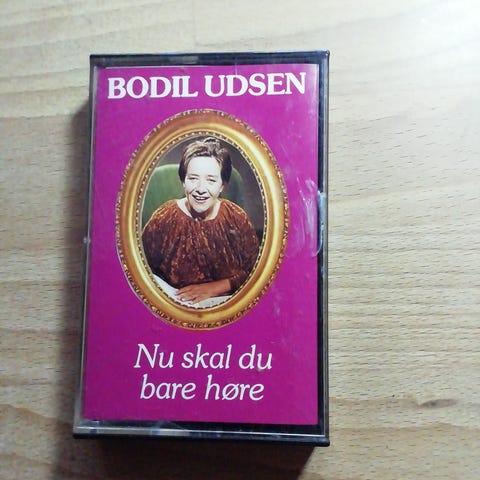 BODIL UDSEN
Nu skal du
bare høre